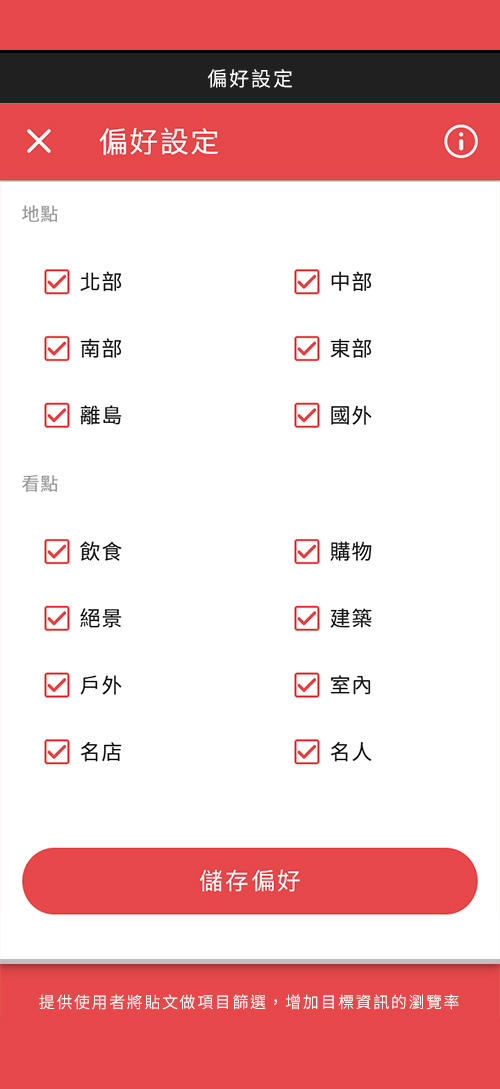 偏好設定
偏好設定
地點
北部 中部
南部 東部
離島 國外
看點
飲食 購物
絕景 建築
戶外 室內
名店 名人
儲存偏好
提供使用者將貼文做項目篩選，增加目標資訊的瀏覽率